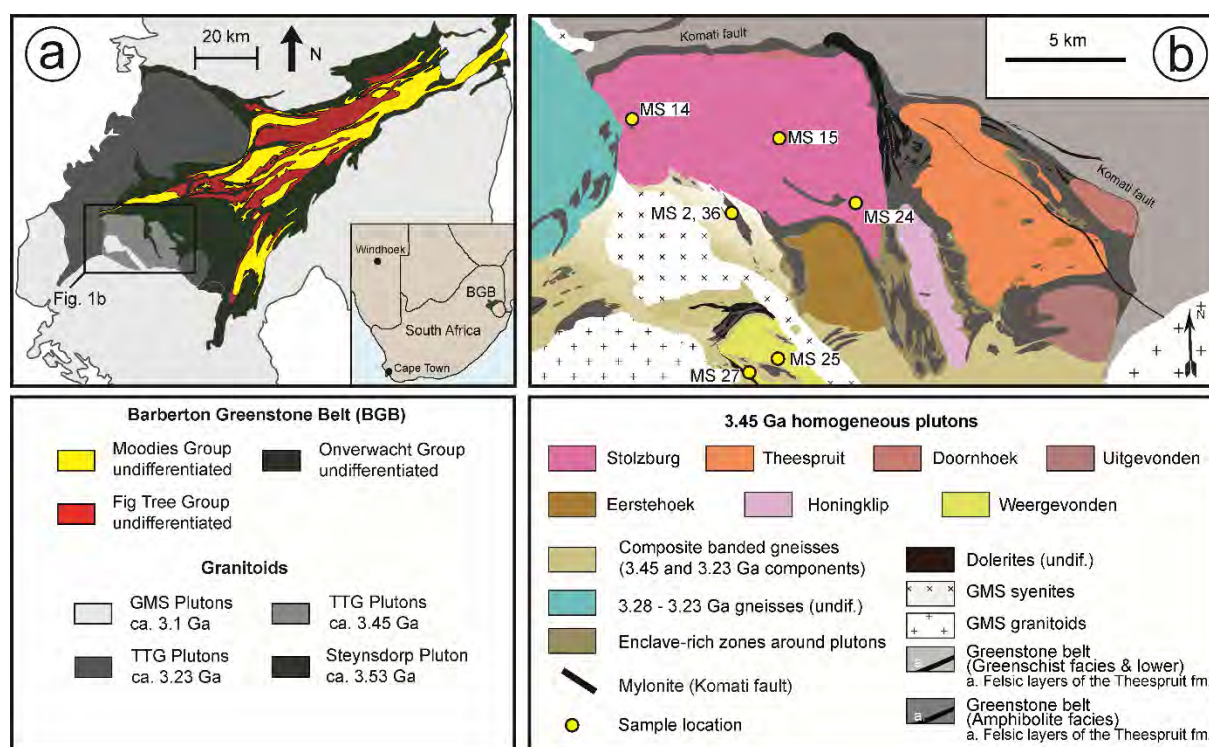 a
20 km
N
Fig. 1b
Windhoek
BGB
South Africa
Cape Town
Komati fault
5 km
b
MS 14
MS 15
MS 2, 36
MS 24
Komati fault
MS 25
MS 27
N
Barberton Greenstone Belt (BGB)
Moodies Group
undifferentiated
Onverwacht Group
undifferentiated
Fig Tree Group
undifferentiated
Granitoids
GMS Plutons
ca. 3.1 Ga
TTG Plutons
ca. 3.45 Ga
TTG Plutons
ca. 3.23 Ga
Steynsdorp Pluton
ca. 3.53 Ga
3.45 Ga homogeneous plutons
Stolzburg
Theespruit
Doornhoek
Uitgevonden
Eerstehoek
Honingklip
Weergevonden
Composite banded gneisses
(3.45 and 3.23 Ga
components)
3.28 - 3.23 Ga gneisses (undif.)
Enclave-rich zones around plutons
Mylonite (Komati fault)
Sample location
Dolerites (undif.)
GMS syenites
GMS granitoids
a.
Greenstone belt
(Greenschist facies & lower)
a. Felsic layers of the Theespruit fm.
a.
Greenstone belt
(Amphibolite facies)
a. Felsic layers of the Theespruit fm.